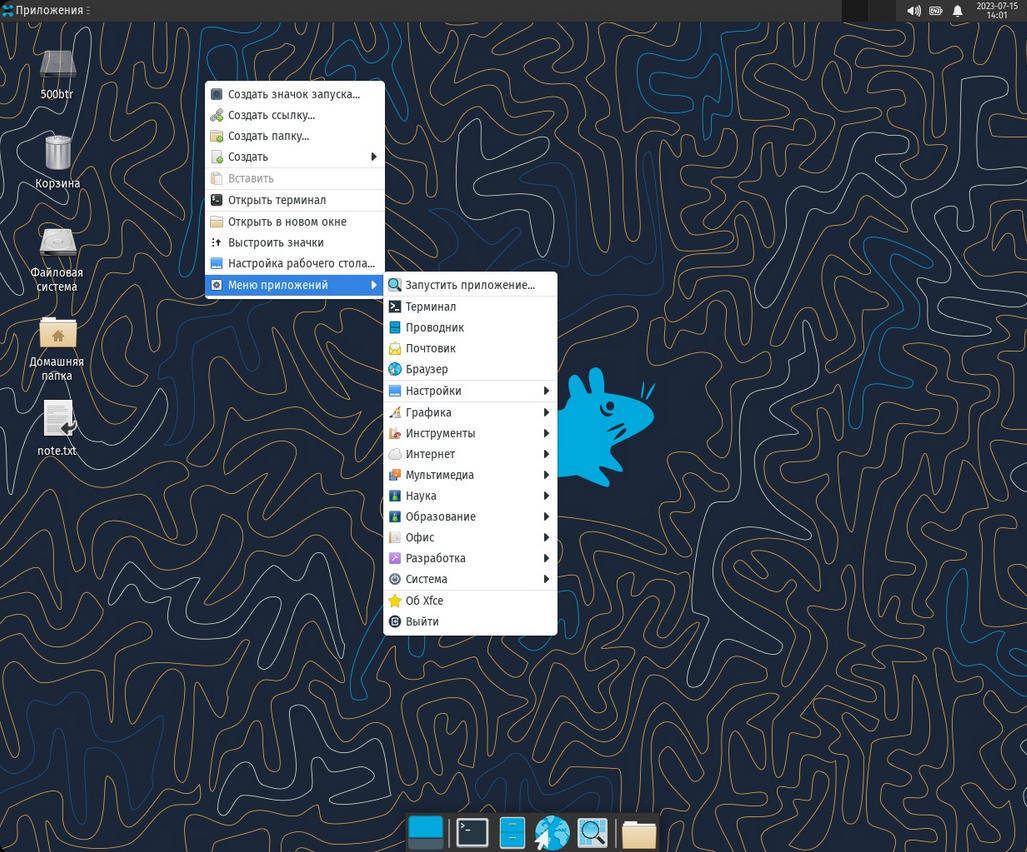 Приложения
2023-07-15
14:01
500btr
Корзина
Файловая
система
Домашняя
папка
note.txt
Создать значок запуска...
Создать ссылку...
Создать папку...
Создать
Вставить
Открыть терминал
Открыть в новом окне
Выстроить значки
Настройка рабочего стола...
Меню приложений
Запустить приложение...
Терминал
Проводник
Почтовик
Браузер
Настройки
Графика
Инструменты
Интернет
Мультимедиа
Наука
Образование
Офис
Разработка
Система
Об Xfce
Выйти